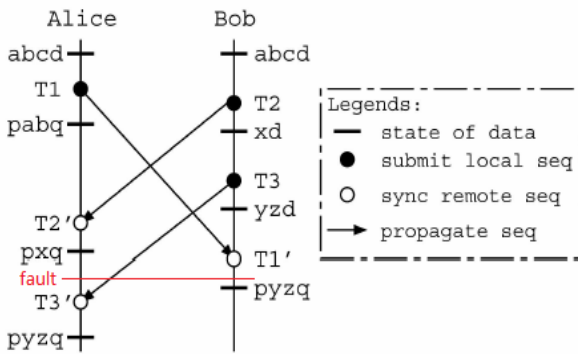 Alice
Bob
abcd
abcd
T1
T2
pabq
xd
T3
yzd
T2'
pxq
T1'
fault
pyzq
T3'
pyzq
Legends:
state of data
submit local seq
sync remote seq
propagate seq